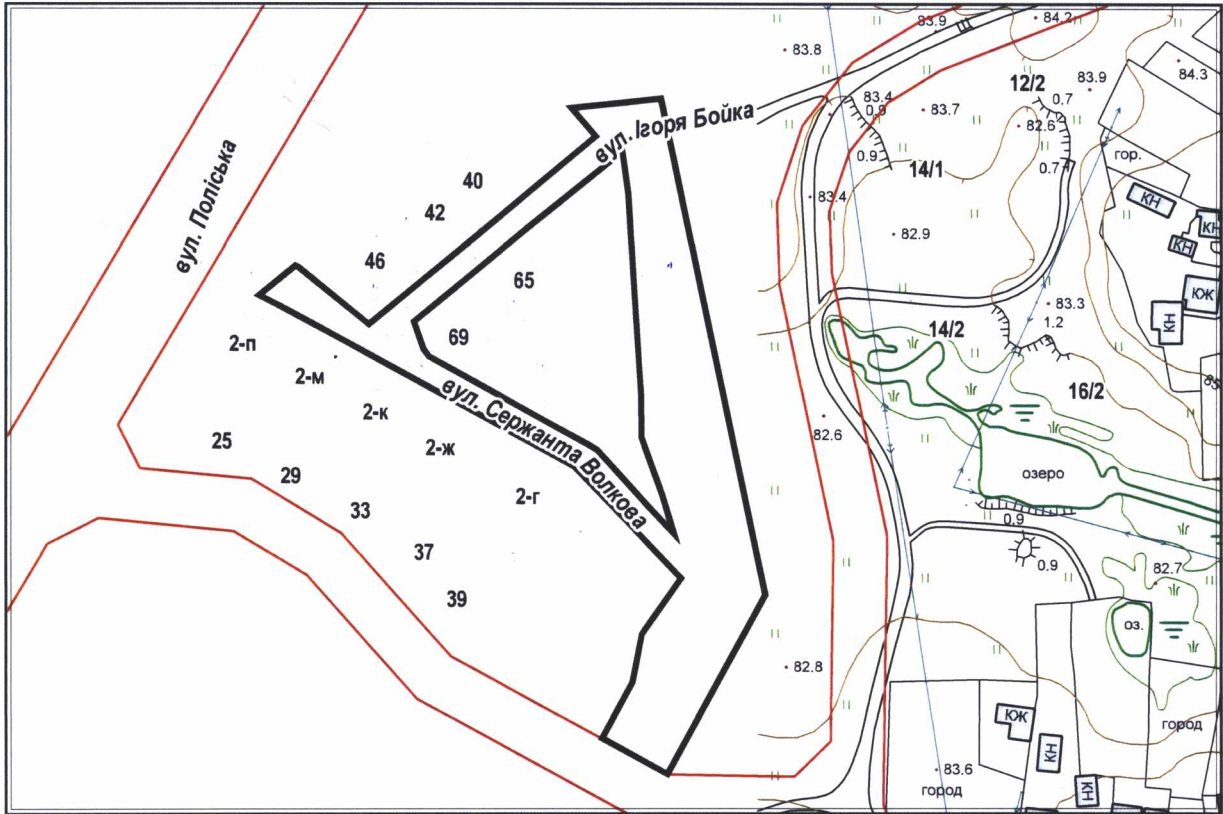 83.9
84.2
83.8
12/2
83.9
84.3
83.4
0.9
83.7
0.7
82.6
вул. Ігоря Бойка
вул. Поліська
40
0.9
14/1
0.7
гор.
42
83.4
КН
КН
82.9
КН
46
65
83.3
КЖ
КН
1.2
69
14/2
2-п
2-м
16/2
вул. Сержанта Волкова
2-к
82.6
25
2-ж
29
озеро
2-г
33
0.9
37
0.9
82.7
39
оз.
82.8
КЖ
город
КН
83.6
город
КН